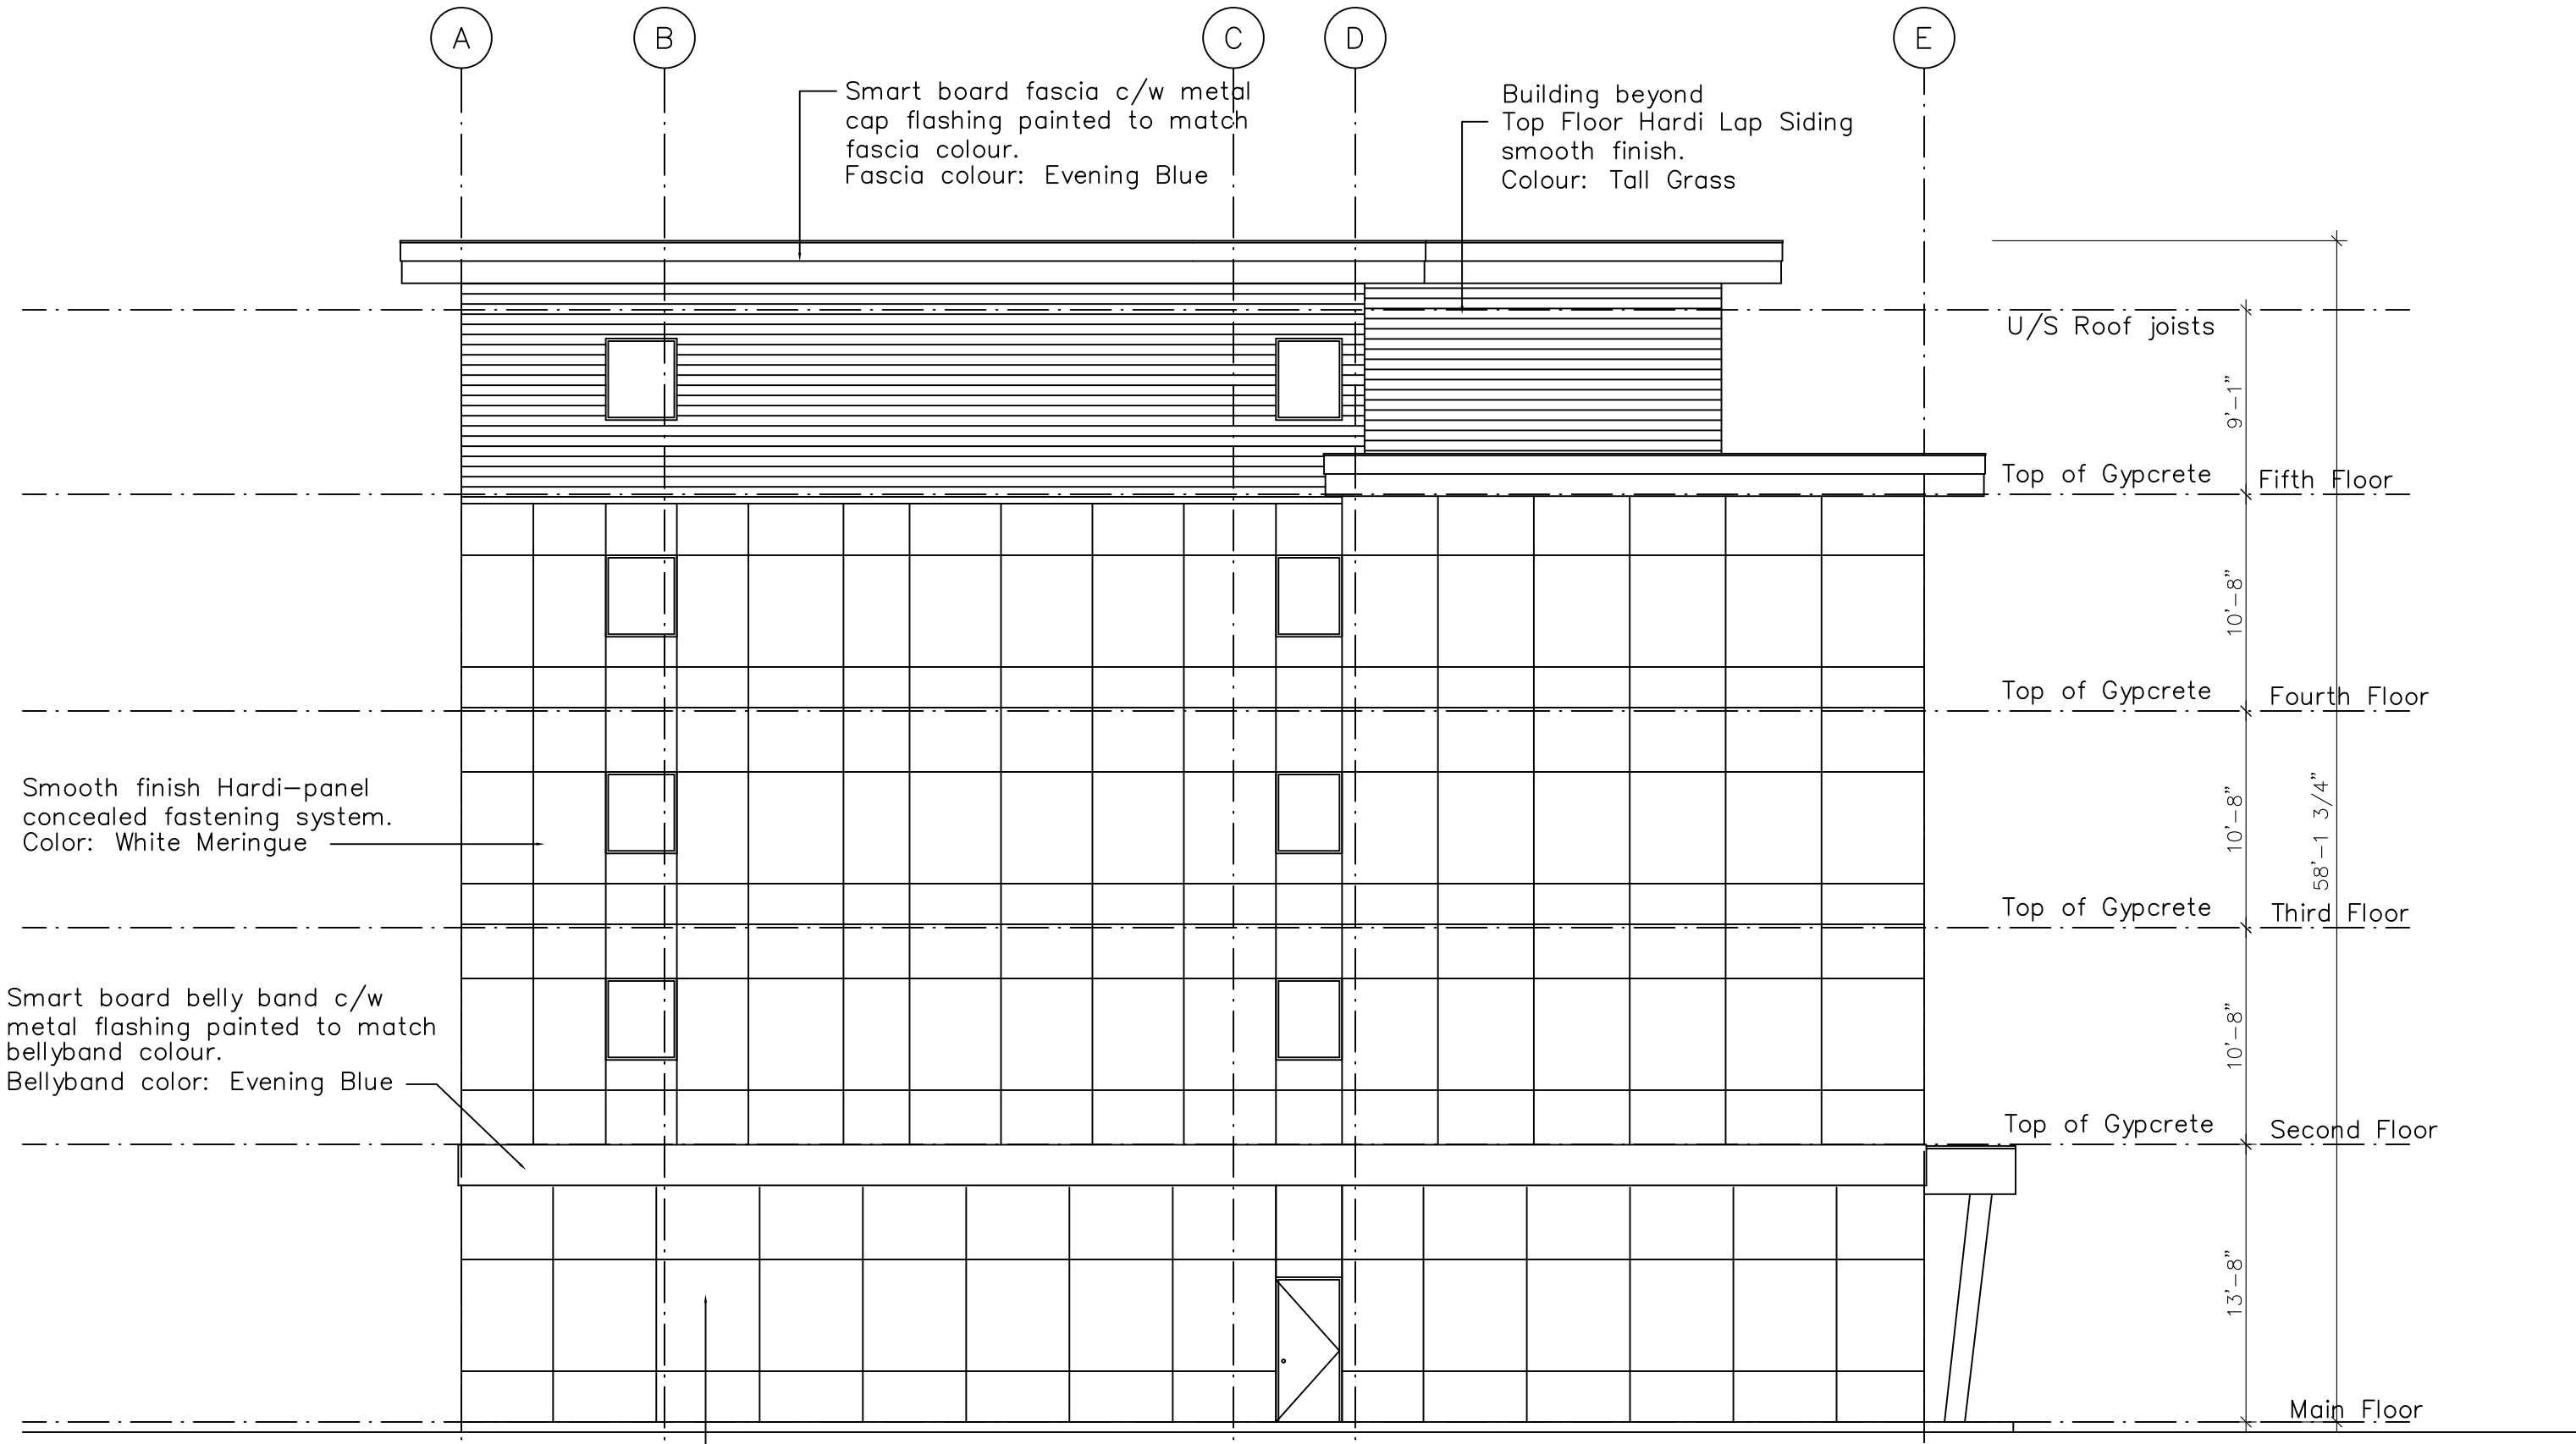 A
B
C
D
E
Smart board fascia c/w metal
cap flashing painted to match
fascia colour.
Fascia colour: Evening Blue
Building beyond
Top Floor Hardi Lap Siding
smooth finish.
Colour: Tall Grass
U/S Roof joists
9'-1"
Top of Gypcrete
Fifth Floor
10'-8"
Top of Gypcrete
Fourth Floor
Smooth finish Hardi-panel
concealed fastening system.
Color: White Meringue
10'-8"
58'-1 3/4"
Top of Gypcrete
Third Floor
Smart board belly band c/w
metal flashing painted to match
bellyband colour.
Bellyband color: Evening Blue
10'-8"
Top of Gypcrete
Second Floor
13'-8"
Main Floor